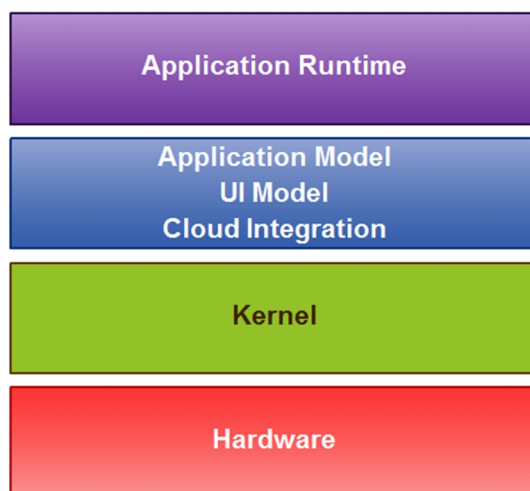 Application Runtime
Application Model
UI Model
Cloud Integration
Kernel
Hardware